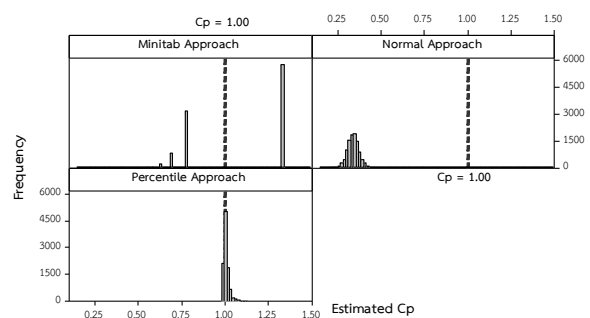 Cp = 1.00
0.25 0.50 0.75 1.00 1.25 1.50
Minitab Approach
Normal Approach
6000
4500
3000
1500
0
Frequency
Percentile Approach
Cp = 1.00
6000
4500
3000
1500
0
0.25 0.50 0.75 1.00 1.25 1.50
Estimated Cp